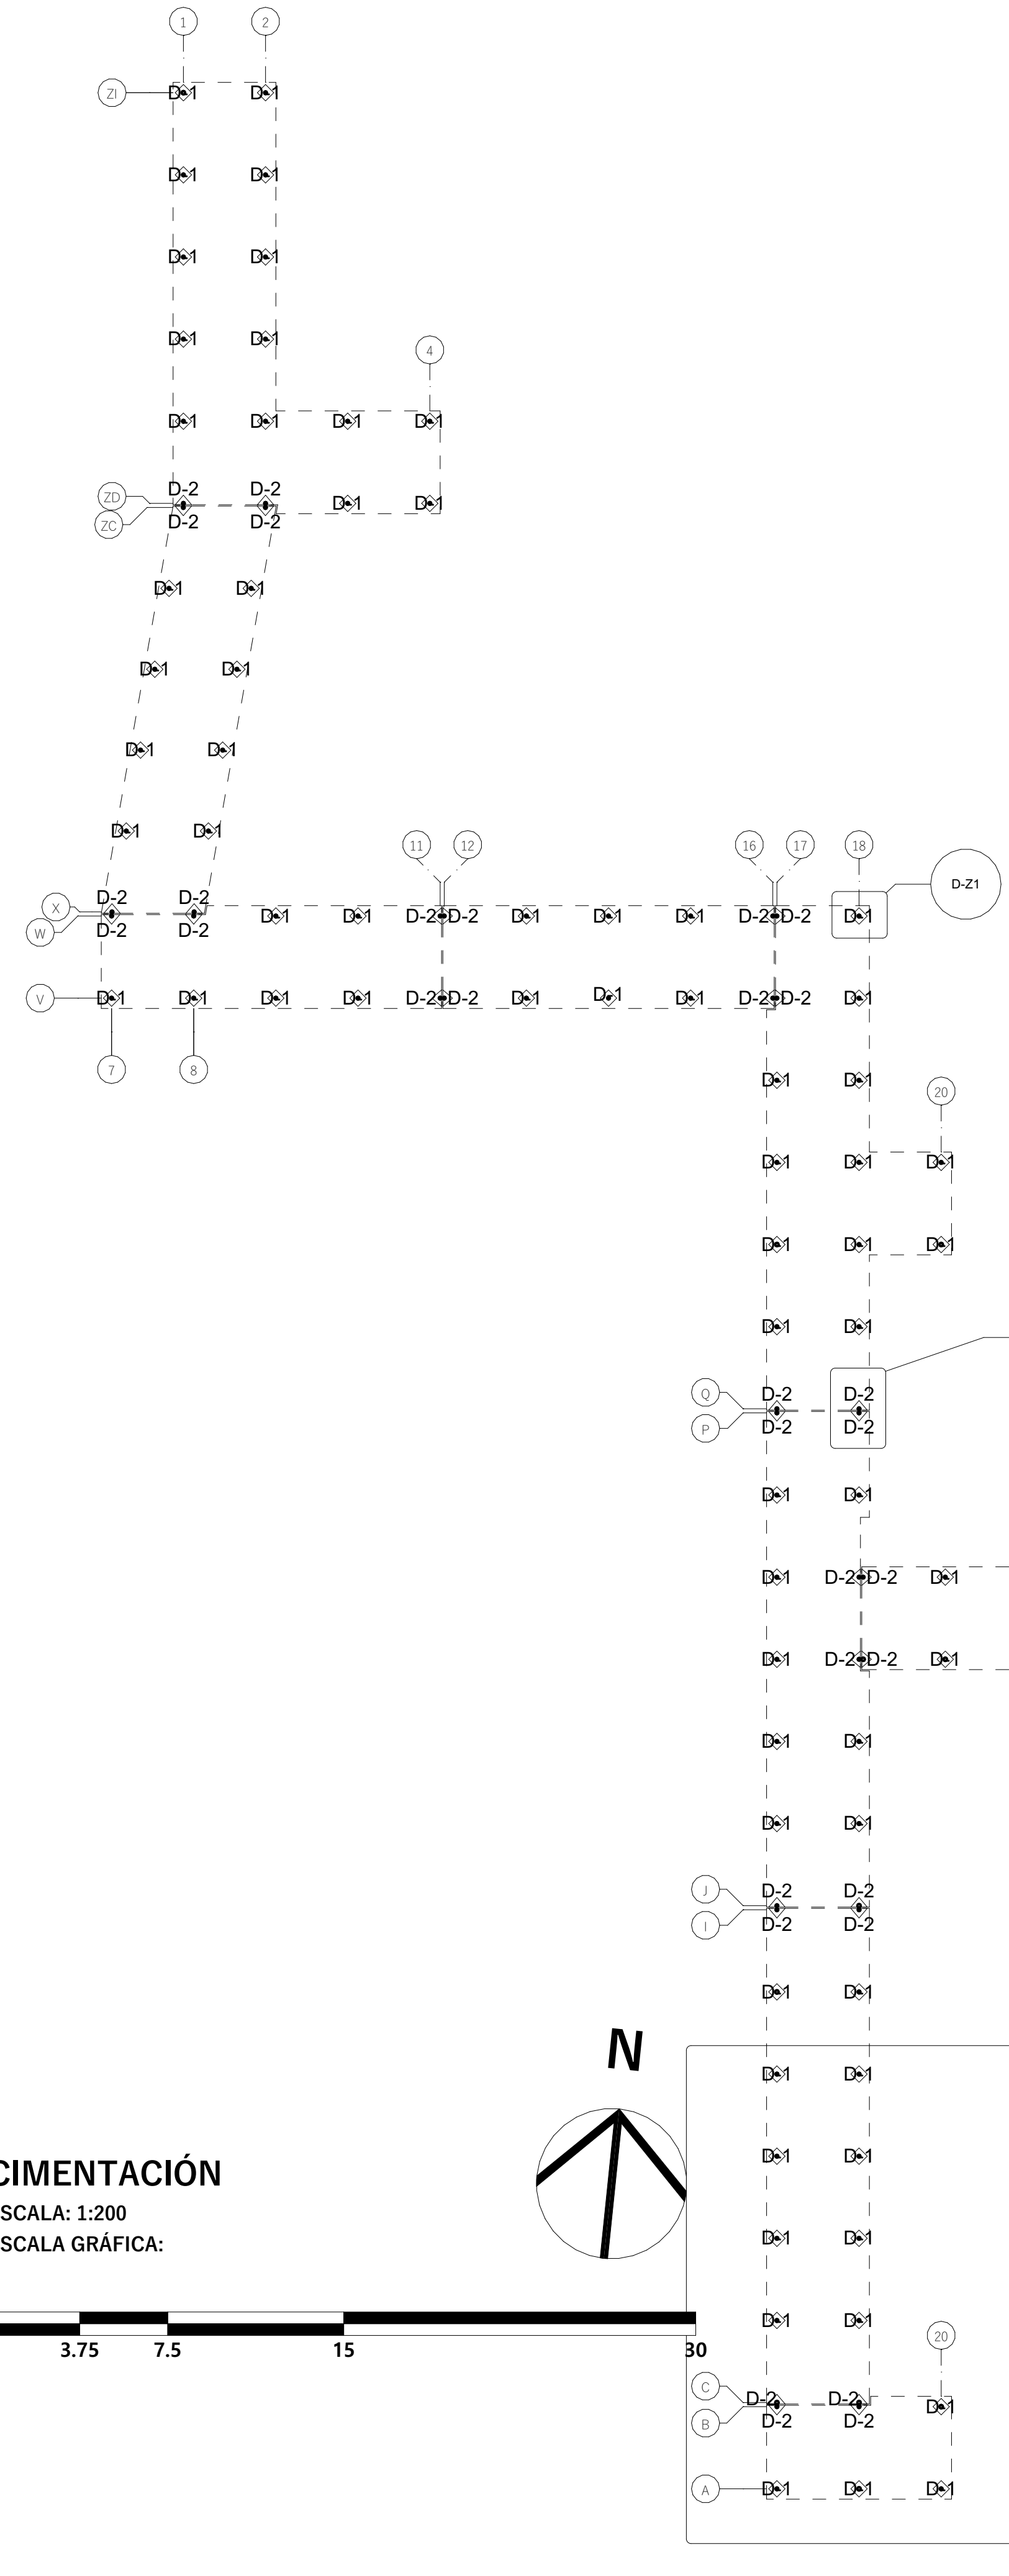 1 2
ZI D-1 D-1
D-1 D-1
D-1 D-1
4
D-1 D-1
D-1 D-1 D-1 D-1
D-2 D-2
ZD D-1 D-1
ZC D-2 D-2
D-1 D-1
D-1 D-1
D-1 D-1
D-1 D-1
11 12 16 17 18
D-Z1
D-2 D-2
X D-1 D-1 D-2 D-2 D-1 D-1 D-1 D-2 D-2 D-1
W D-2 D-2
V D-1 D-1 D-1 D-1 D-2 D-2 D-1 D-1 D-1 D-2 D-2 D-1
7 8
D-1 D-1
20
D-1 D-1 D-1
D-1 D-1 D-1
D-1 D-1
Q D-2 D-2
P D-2 D-2
D-1 D-1
D-1 D-2 D-2 D-1
D-1 D-2 D-2 D-1
D-1 D-1
D-1 D-1
J D-2 D-2
I D-2 D-2
D-1 D-1
N
D-1 D-1
D-1 D-1
CIMENTACIÓN
SCALA: 1:200
D-1 D-1
SCALA GRÁFICA:
D-1 D-1
20
3.75 7.5 15 30
C D-2 D-2 D-1
B D-2 D-2
A D-1 D-1 D-1